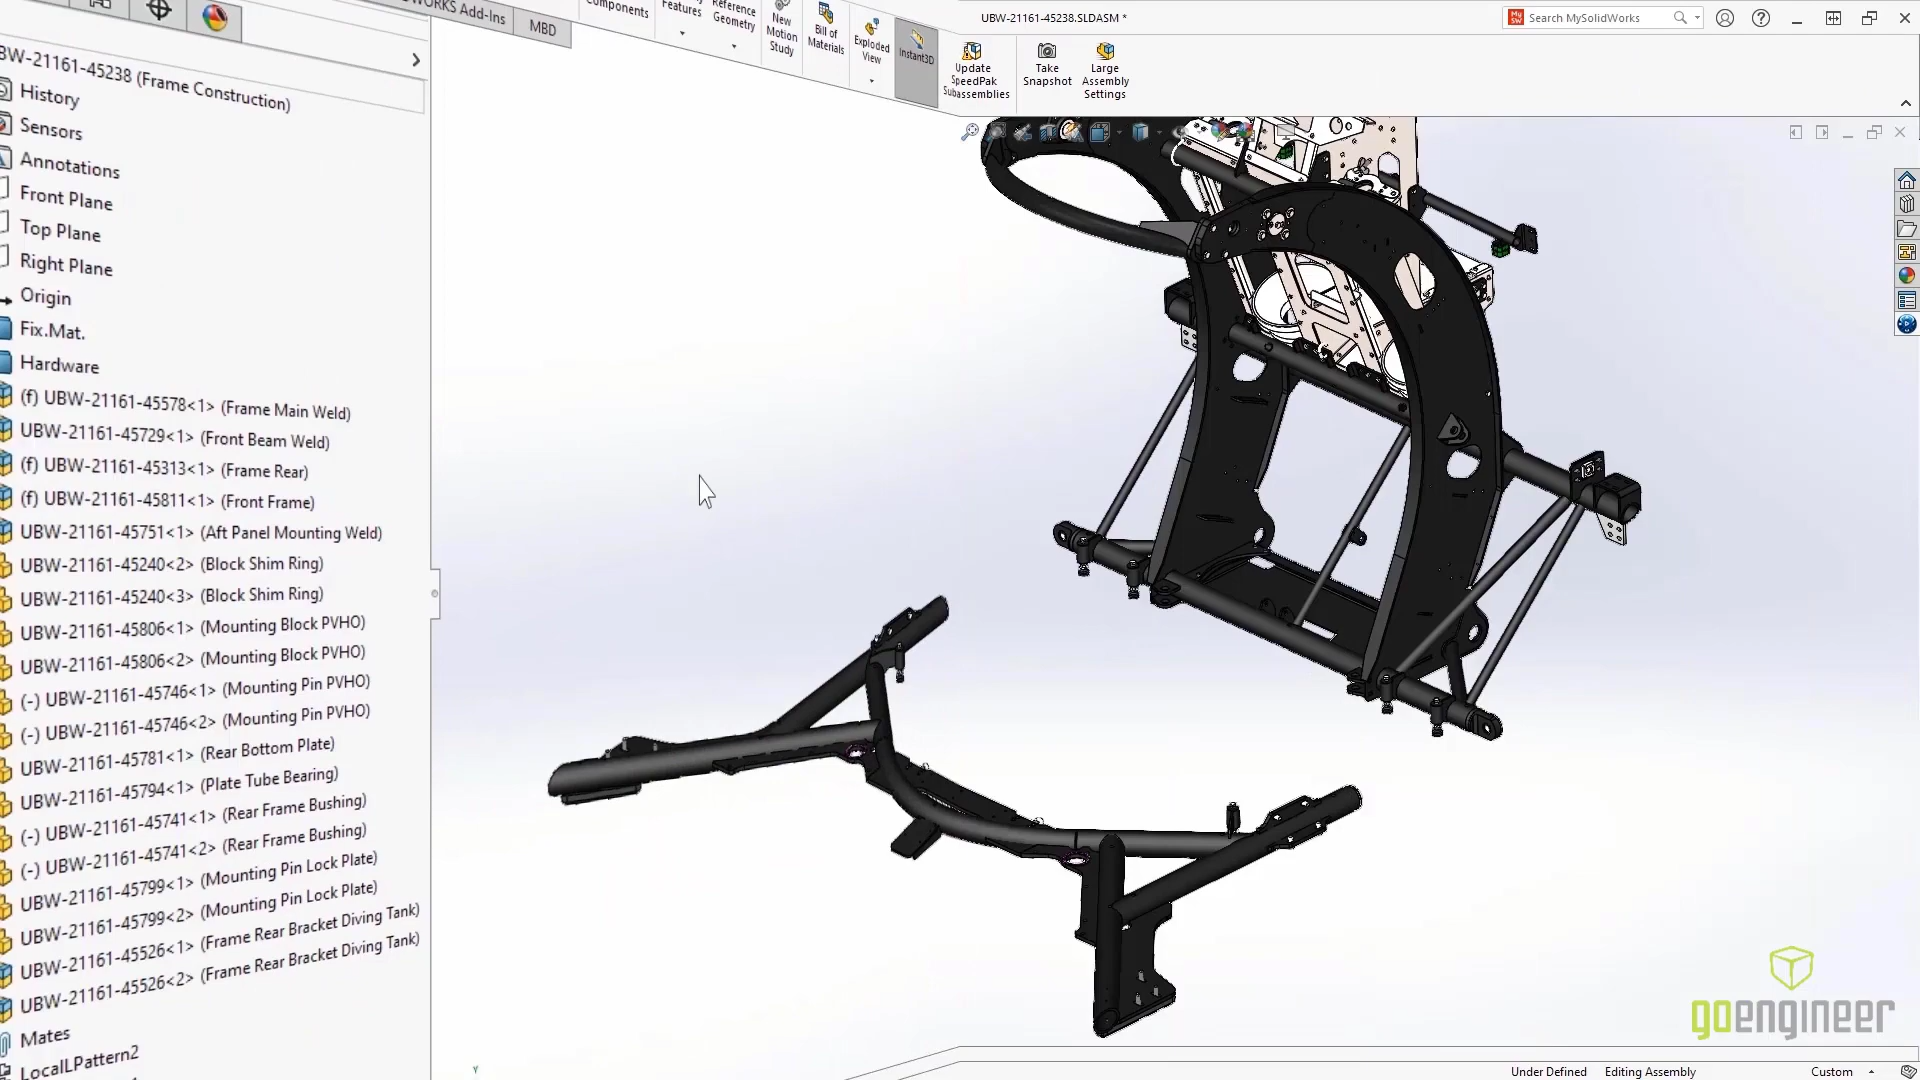 UBW-21161-45238.SLDASM *
Search MySolidWorks
Add-Ins
MBD
Components
Features
Reference
Geometry
New
Motion
Study
Bill of
Materials
Exploded
View
Instant3D
Update
SpeedPak
Subassemblies
Take
Snapshot
Large
Assembly
Settings
BW-21161-45238 (Frame Construction)
History
Sensors
Annotations
Front Plane
Top Plane
Right Plane
Origin
Fix.Mat.
Hardware
(f) UBW-21161-45578<1> (Frame Main Weld)
UBW-21161-45729<1> (Front Beam Weld)
(f) UBW-21161-45313<1> (Frame Rear)
(f) UBW-21161-45811<1> (Front Frame)
UBW-21161-45751<1> (Aft Panel Mounting Weld)
UBW-21161-45240<2> (Block Shim Ring)
UBW-21161-45240<3> (Block Shim Ring)
UBW-21161-45806<1> (Mounting Block PVHO)
UBW-21161-45806<2> (Mounting Block PVHO)
(-) UBW-21161-45746<1> (Mounting Pin PVHO)
(-) UBW-21161-45746<2> (Mounting Pin PVHO)
UBW-21161-45781<1> (Rear Bottom Plate)
UBW-21161-45794<1> (Plate Tube Bearing)
(-) UBW-21161-45741<1> (Rear Frame Bushing)
(-) UBW-21161-45741<2> (Rear Frame Bushing)
UBW-21161-45799<1> (Mounting Pin Lock Plate)
UBW-21161-45799<2> (Mounting Pin Lock Plate)
UBW-21161-45526<1> (Frame Rear Bracket Diving Tank)
UBW-21161-45526<2> (Frame Rear Bracket Diving Tank)
Mates
LocalLPattern2
Y
goengineer
Under Defined
Editing Assembly
Custom